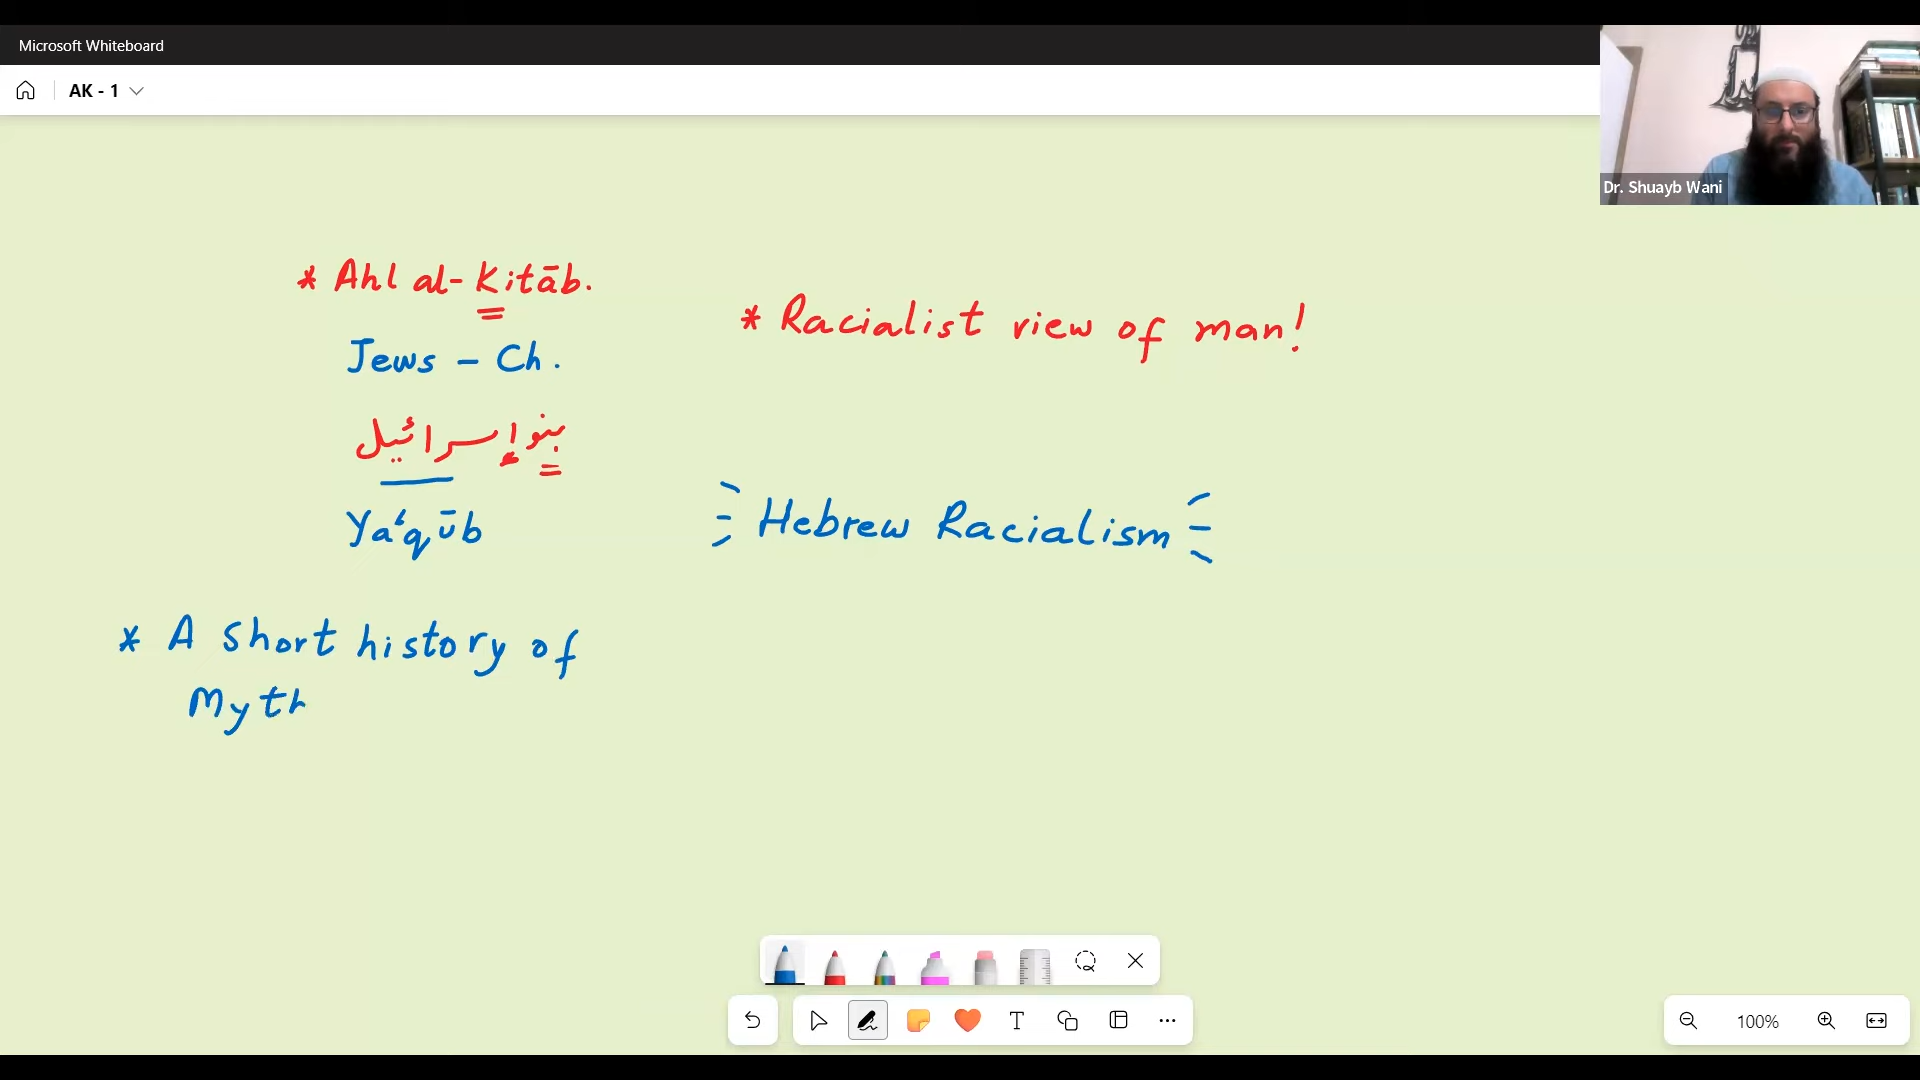 Microsoft Whiteboard
AK - 1
Dr. Shuayb Wani
* Ahl al-Kitāb.
Jews - Ch.
بنو إسرائيل
Ya'qūb
* A short history of
Myth
* Racialist view of man!
Hebrew Racialism
T
100%